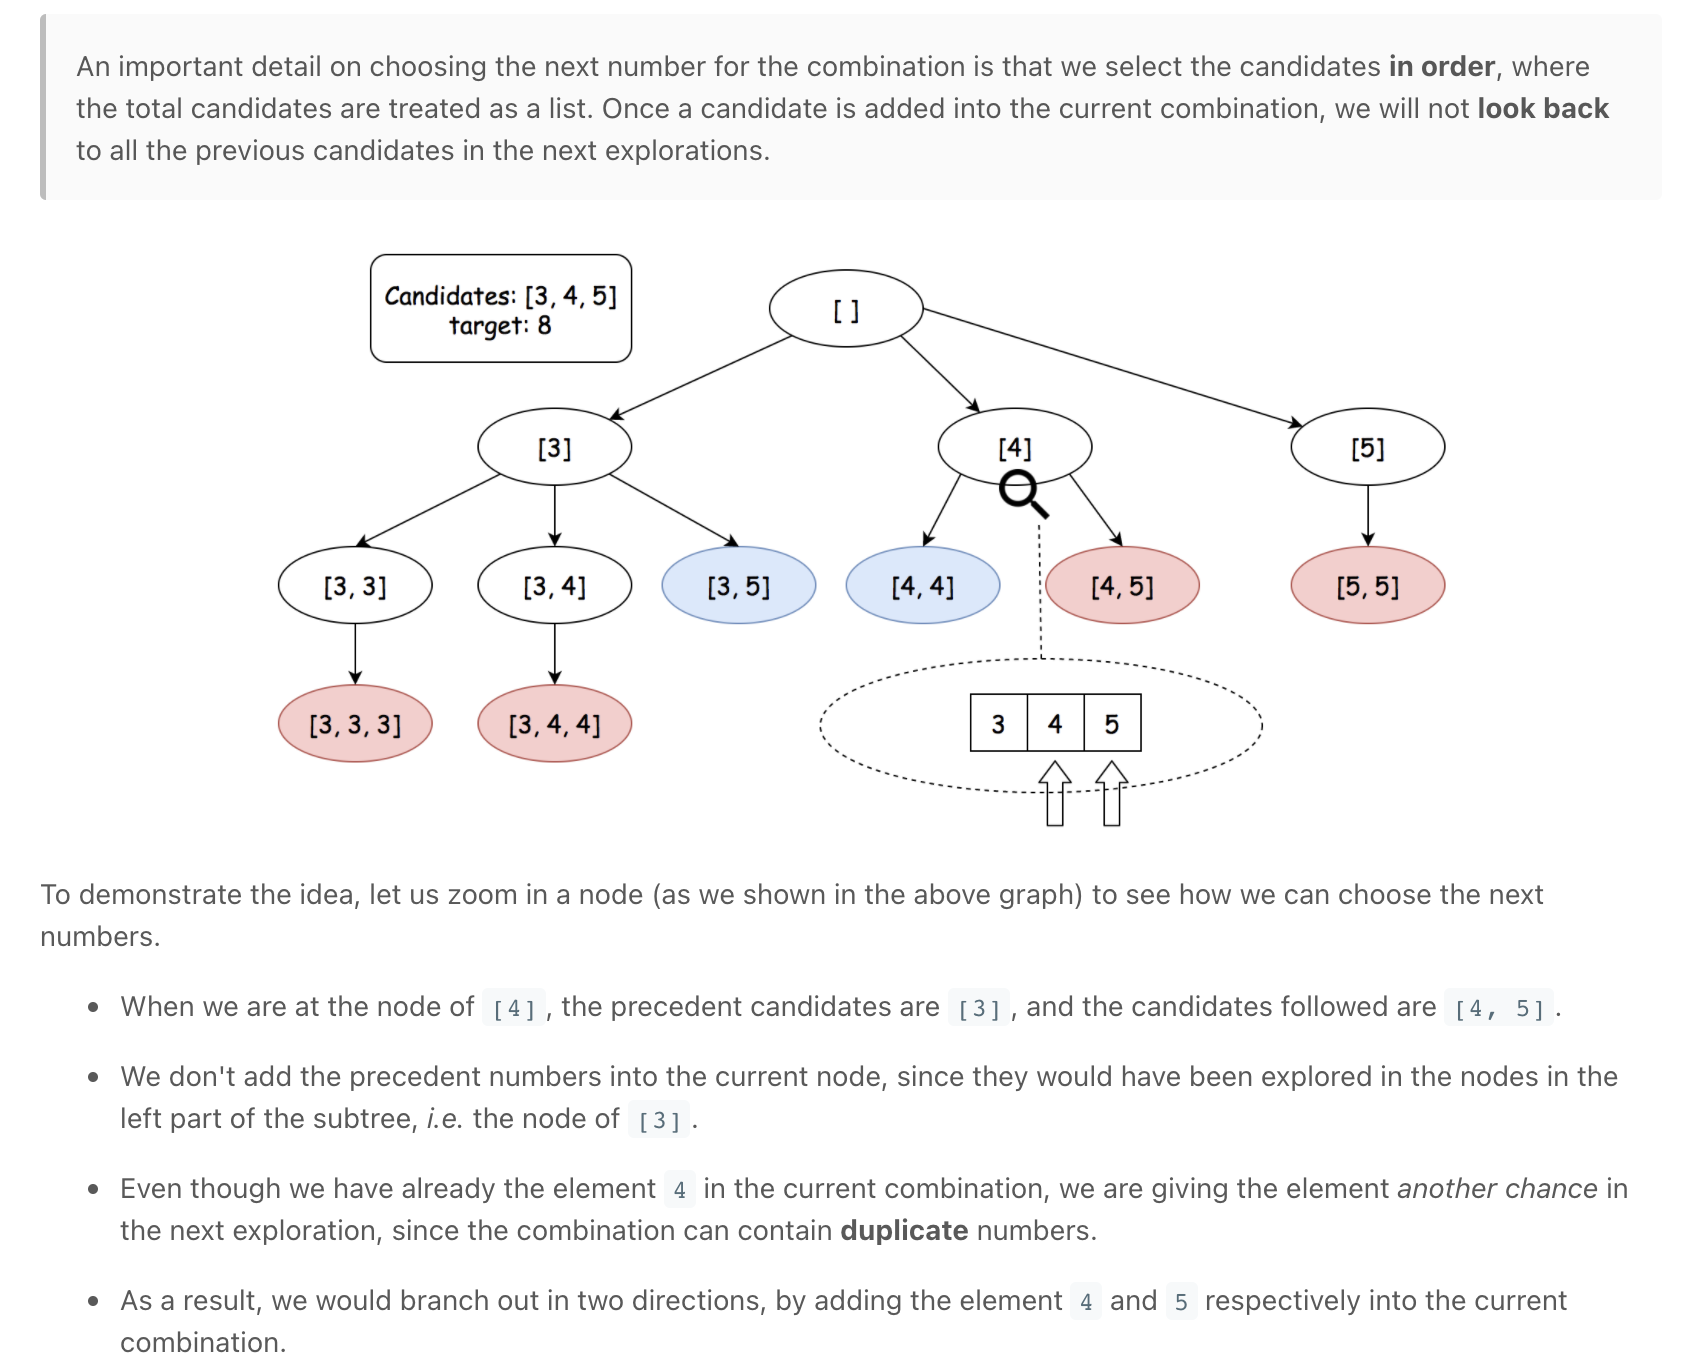 An important detail on choosing the next number for the combination is that we select the candidates in order, where
the total candidates are treated as a list. Once a candidate is added into the current combination, we will not look back
to all the previous candidates in the next explorations.
Candidates: [3, 4, 5]
target: 8
[ ]
[3]
[4]
[5]
[3, 3]
[3, 4]
[3, 5]
[4, 4]
[4, 5]
[5, 5]
[3, 3, 3]
[3, 4, 4]
3 4 5
To demonstrate the idea, let us zoom in a node (as we shown in the above graph) to see how we can choose the next
numbers.
• When we are at the node of [4], the precedent candidates are [3], and the candidates followed are [4, 5].
• We don't add the precedent numbers into the current node, since they would have been explored in the nodes in the
left part of the subtree, i.e. the node of [3].
• Even though we have already the element 4 in the current combination, we are giving the element another chance in
the next exploration, since the combination can contain duplicate numbers.
• As a result, we would branch out in two directions, by adding the element 4 and 5 respectively into the current
combination.